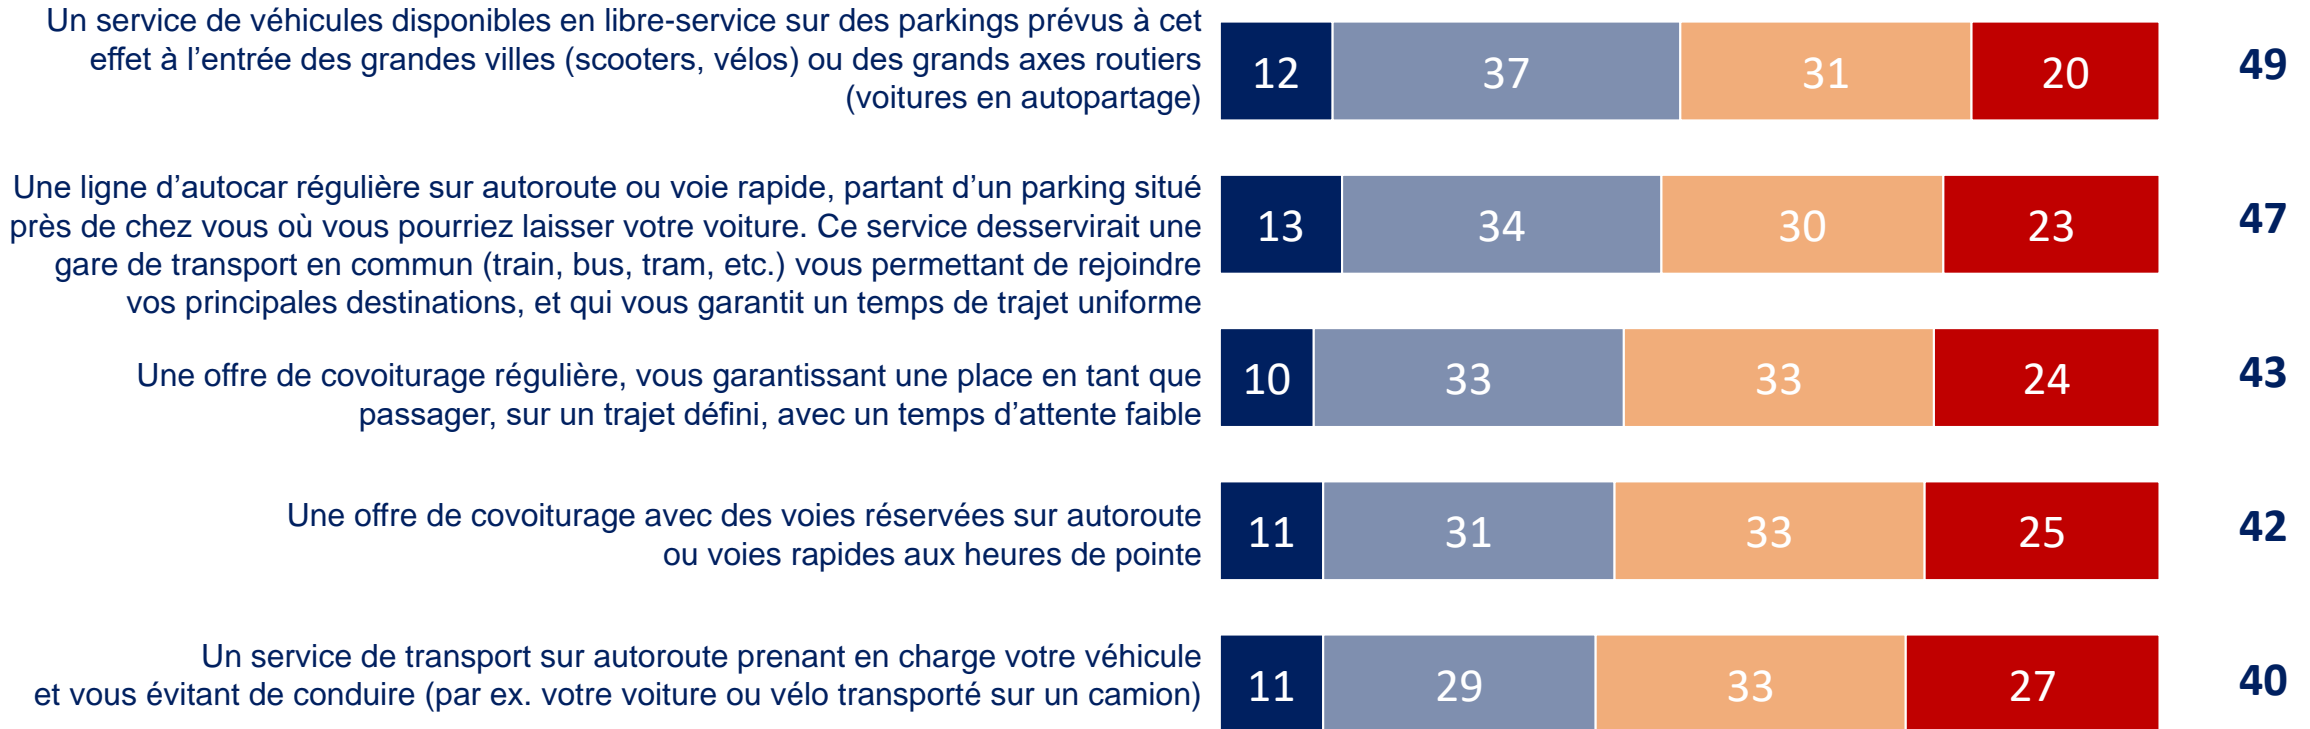 Un service de véhicules disponibles en libre-service sur des parkings prévus à cet
effet à l’entrée des grandes villes (scooters, vélos) ou des grands axes routiers
(voitures en autopartage)
12 37 31 20 49
Une ligne d’autocar régulière sur autoroute ou voie rapide, partant d’un parking situé
près de chez vous où vous pourriez laisser votre voiture. Ce service desservirait une
gare de transport en commun (train, bus, tram, etc.) vous permettant de rejoindre
vos principales destinations, et qui vous garantit un temps de trajet uniforme
13 34 30 23 47
Une offre de covoiturage régulière, vous garantissant une place en tant que
passager, sur un trajet défini, avec un temps d’attente faible
10 33 33 24 43
Une offre de covoiturage avec des voies réservées sur autoroute
ou voies rapides aux heures de pointe
11 31 33 25 42
Un service de transport sur autoroute prenant en charge votre véhicule
et vous évitant de conduire (par ex. votre voiture ou vélo transporté sur un camion)
11 29 33 27 40